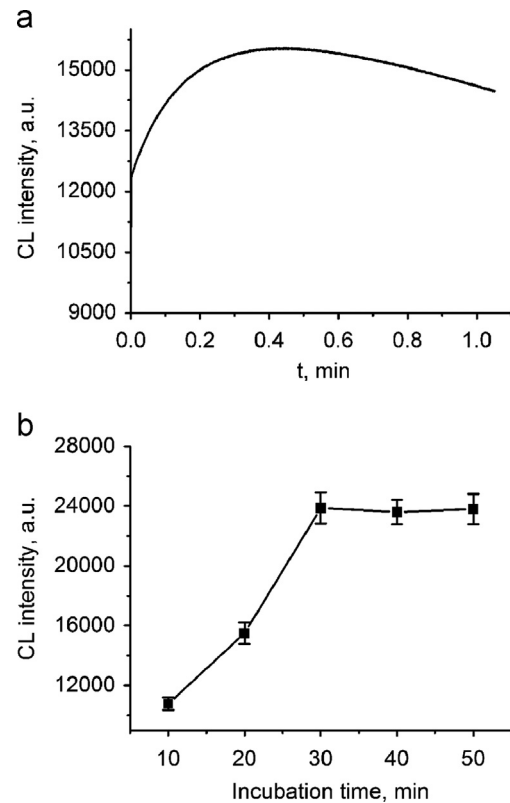 a
15000
13500
12000
10500
9000
CL intensity, a.u.
0.0 0.2 0.4 0.6 0.8 1.0
t, min
b
28000
24000
20000
16000
12000
CL intensity, a.u.
10 20 30 40 50
Incubation time, min